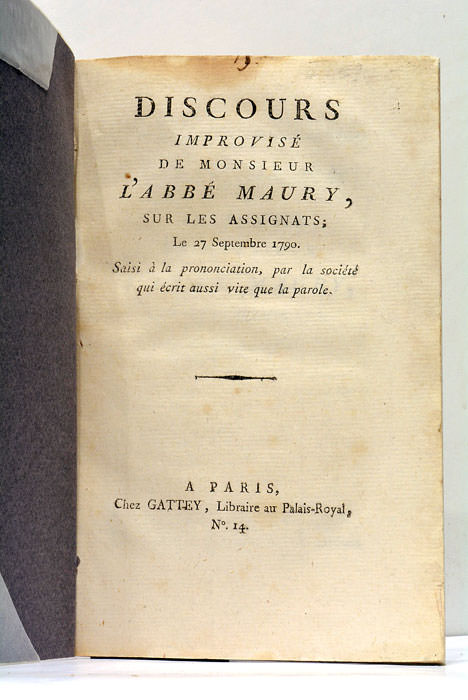 DISCOURS
IMPROVISÉ
DE MONSIEUR
L'ABBÉ MAURY,
SUR LES ASSIGNATS;
Le 27 Septembre 1790.
Saisi à la prononciation, par la société
qui écrit aussi vite que la parole.
A PARIS,
Chez GATTEY, Libraire au Palais-Royal,
Nº. 14.